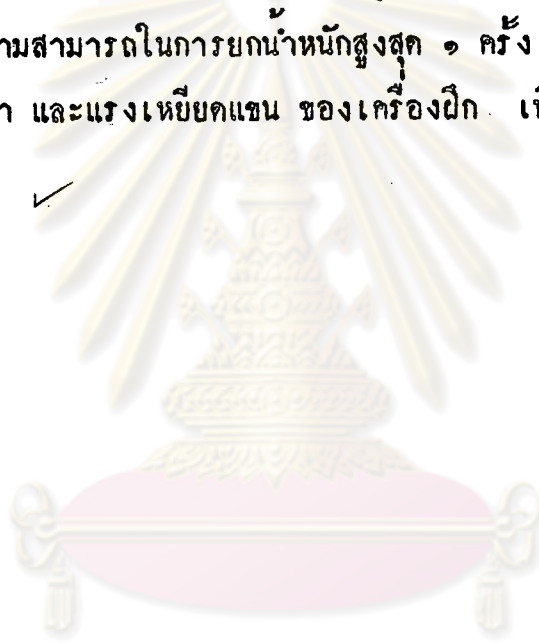 ามสามารถในการยกน้ำหนักสูงสุด ๑ ครั้ง
า และแรงเหยียดแขน ของเครื่องฝึก